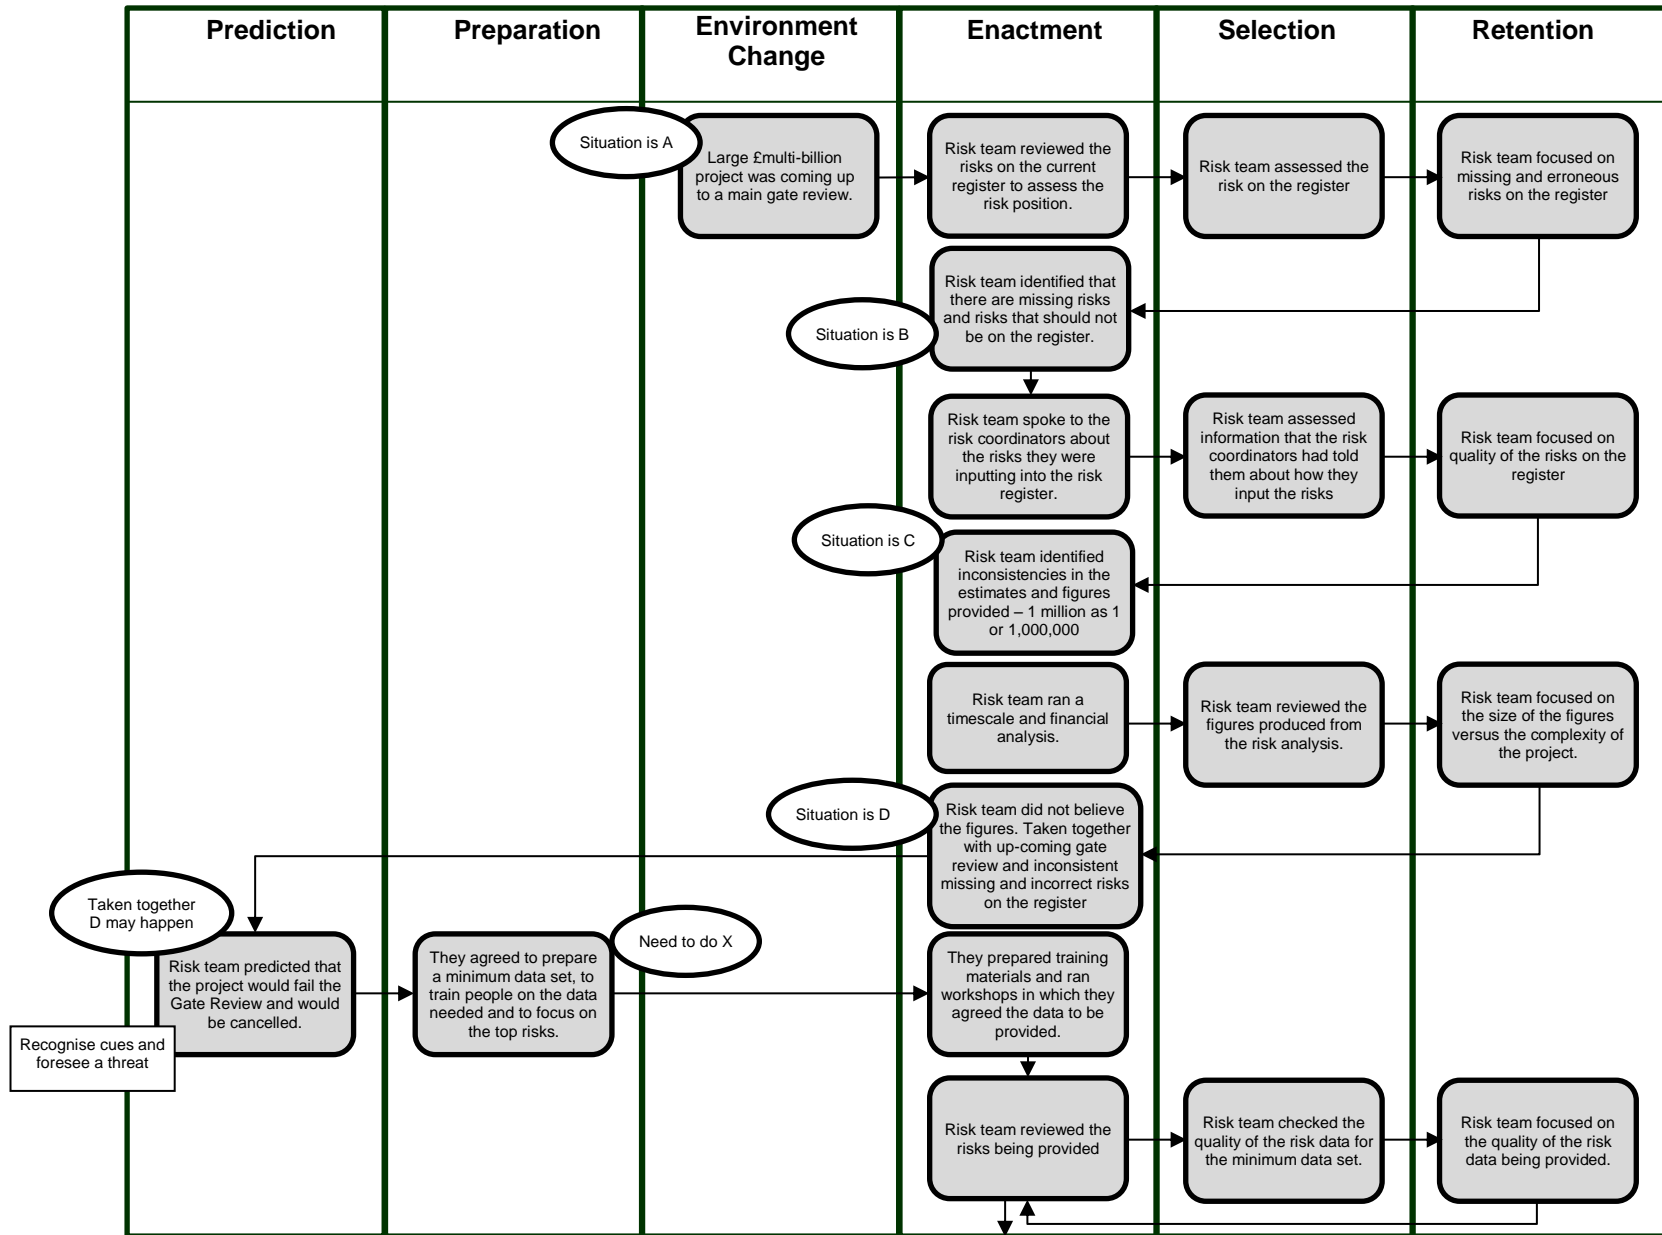 Prediction
Preparation
Environment
Change
Enactment
Selection
Retention
Situation is A
Large £multi-billion
project was coming up
to a main gate review.
Risk team reviewed the
risks on the current
register to assess the
risk position.
Risk team assessed the
risk on the register
Risk team focused on
missing and erroneous
risks on the register
Risk team identified that
there are missing risks
and risks that should not
be on the register.
Situation is B
Risk team spoke to the
risk coordinators about
the risks they were
inputting into the risk
register.
Risk team assessed
information that the risk
coordinators had told
them about how they
input the risks
Risk team focused on
quality of the risks on the
register
Situation is C
Risk team identified
inconsistencies in the
estimates and figures
provided – 1 million as 1
or 1,000,000
Risk team ran a
timescale and financial
analysis.
Risk team reviewed the
figures produced from
the risk analysis.
Risk team focused on
the size of the figures
versus the complexity of
the project.
Situation is D
Risk team did not believe
the figures. Taken together
with up-coming gate
review and inconsistent
missing and incorrect risks
on the register
Taken together
D may happen
Risk team predicted that
the project would fail the
Gate Review and would
be cancelled.
Recognise cues and
foresee a threat
They agreed to prepare
a minimum data set, to
train people on the data
needed and to focus on
the top risks.
Need to do X
They prepared training
materials and ran
workshops in which they
agreed the data to be
provided.
Risk team reviewed the
risks being provided
Risk team checked the
quality of the risk data for
the minimum data set.
Risk team focused on
the quality of the risk
data being provided.